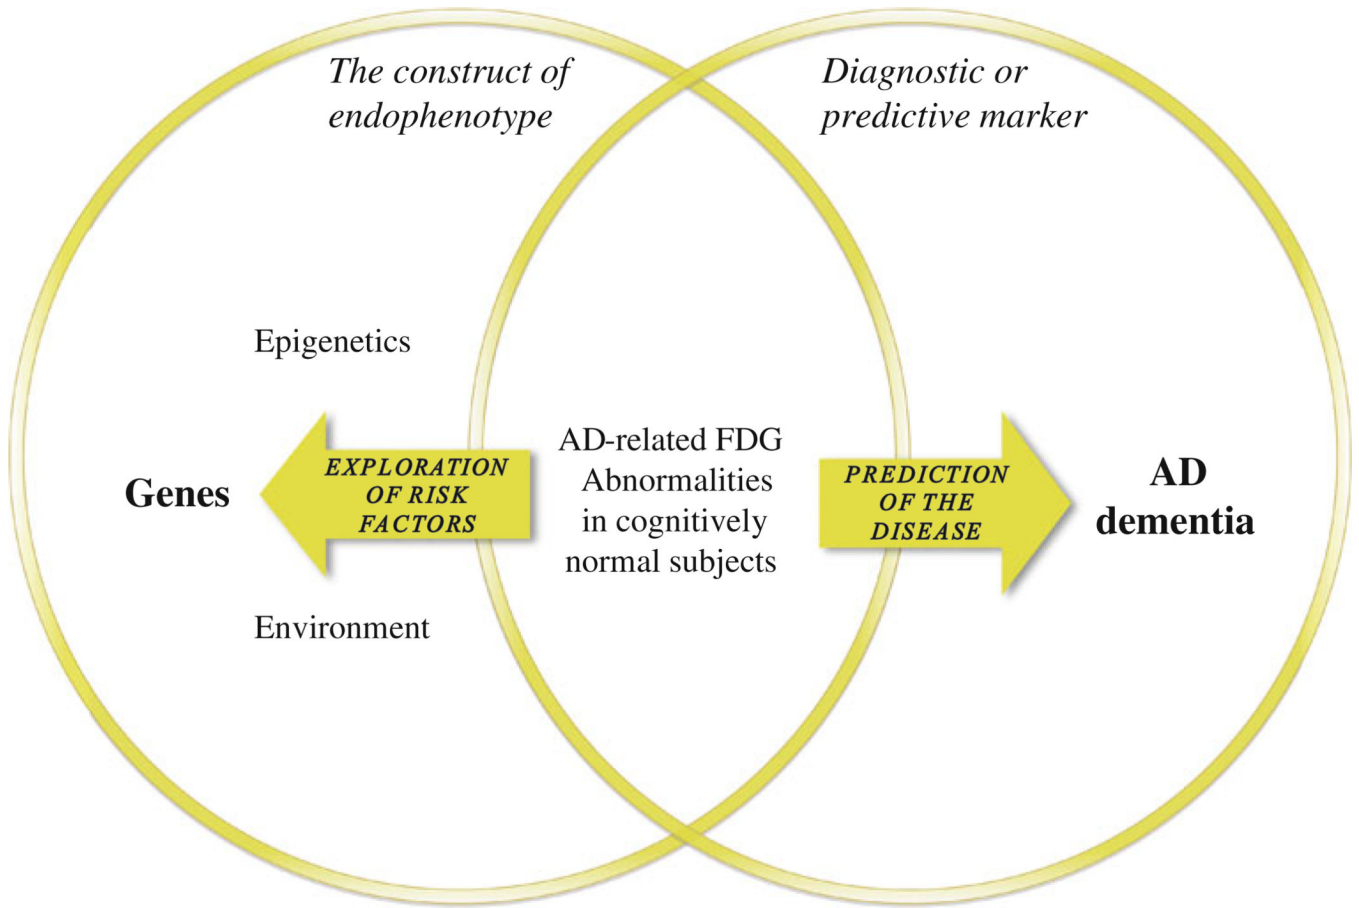 The construct of
endophenotype
Diagnostic or
predictive marker
Epigenetics
Genes
EXPLORATION
OF RISK
FACTORS
Environment
AD-related FDG
Abnormalities
in cognitively
normal subjects
PREDICTION
OF THE
DISEASE
AD
dementia